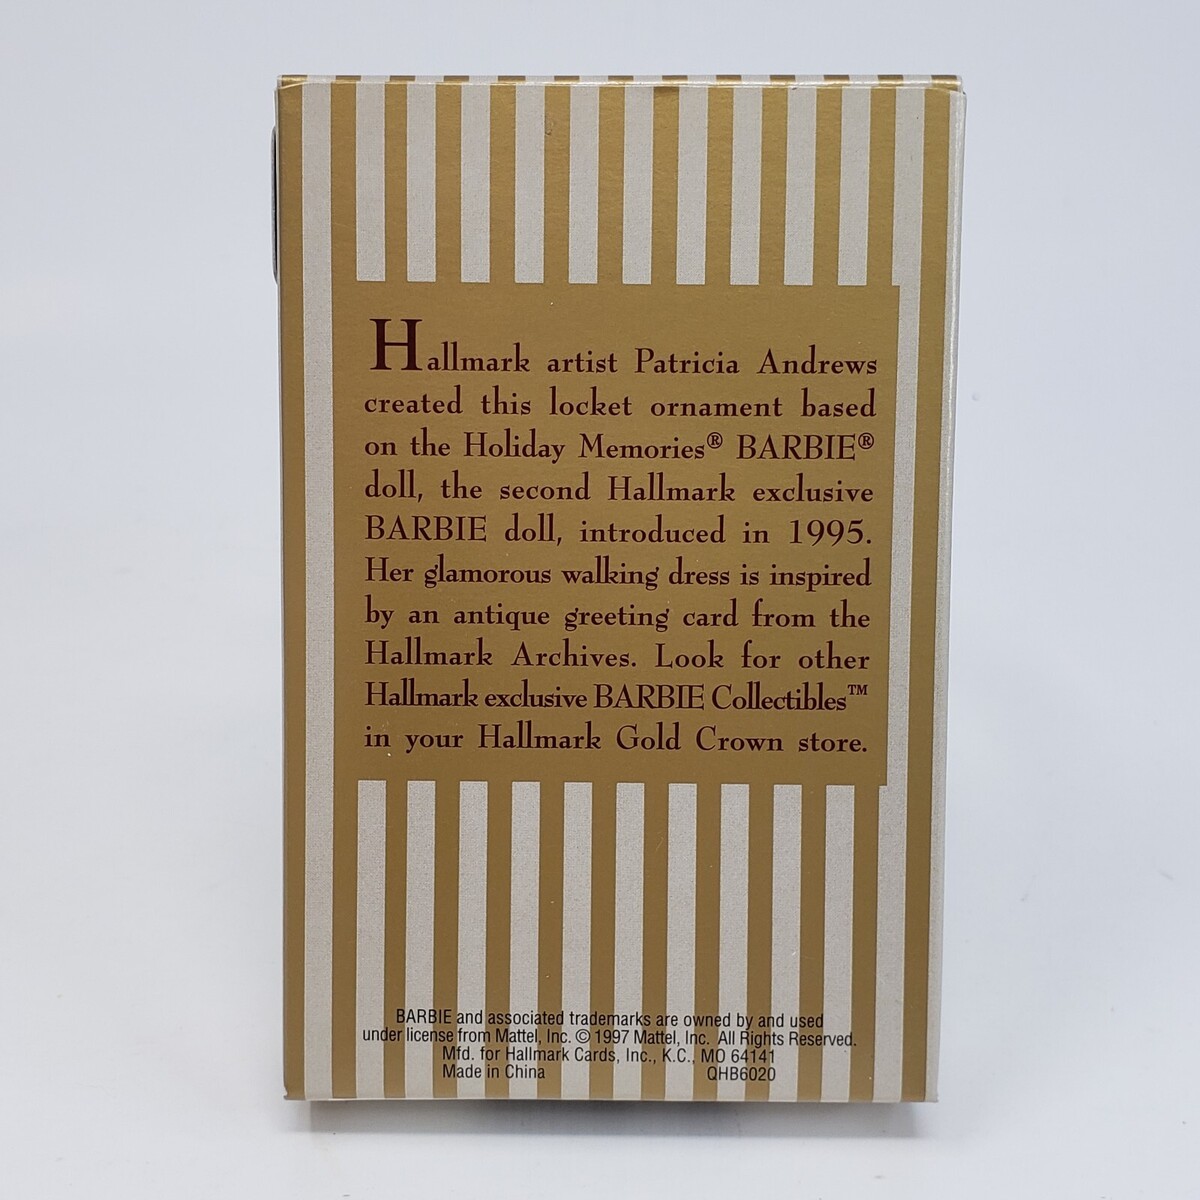 Hallmark artist Patricia Andrews
created this locket ornament based
on the Holiday Memories® BARBIE®
doll, the second Hallmark exclusive
BARBIE doll, introduced in 1995.
Her glamorous walking dress is inspired
by an antique greeting card from the
Hallmark Archives. Look for other
Hallmark exclusive BARBIE Collectibles™
in your Hallmark Gold Crown store.
BARBIE and associated trademarks are owned by and used
under license from Mattel, Inc. © 1997 Mattel, Inc. All Rights Reserved.
Mfd. for Hallmark Cards, Inc., K.C., MO 64141
Made in China QHB6020